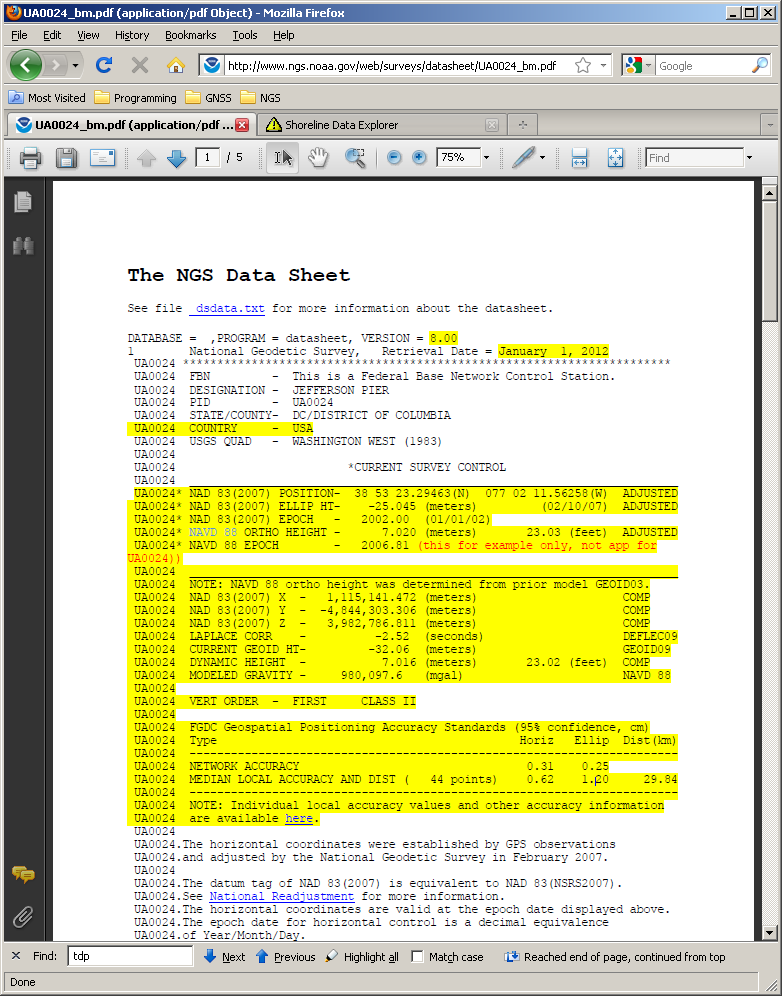 UA0024_bm.pdf (application/pdf Object) - Mozilla Firefox
File Edit View History Bookmarks Tools Help
http://www.ngs.noaa.gov/web/surveys/datasheet/UA0024_bm.pdf Google
Most Visited Programming GNSS NGS
UA0024_bm.pdf (application/pdf ... Shoreline Data Explorer
1 / 5 75% Find
The NGS Data Sheet
See file dsdata.txt for more information about the datasheet.
DATABASE = ,PROGRAM = datasheet, VERSION = 8.00
1 National Geodetic Survey, Retrieval Date = January 1, 2012
UA0024 ***********************************************************************
UA0024 FBN - This is a Federal Base Network Control Station.
UA0024 DESIGNATION - JEFFERSON PIER
UA0024 PID - UA0024
UA0024 STATE/COUNTY- DC/DISTRICT OF COLUMBIA
UA0024 COUNTRY - USA
UA0024 USGS QUAD - WASHINGTON WEST (1983)
UA0024
UA0024 *CURRENT SURVEY CONTROL
UA0024
UA0024* NAD 83(2007) POSITION- 38 53 23.29463(N) 077 02 11.56258(W) ADJUSTED
UA0024* NAD 83(2007) ELLIP HT- -25.045 (meters) (02/10/07) ADJUSTED
UA0024* NAD 83(2007) EPOCH - 2002.00 (01/01/02)
UA0024* NAVD 88 ORTHO HEIGHT - 7.020 (meters) 23.03 (feet) ADJUSTED
UA0024* NAVD 88 EPOCH - 2006.81 (this for example only, not app for
UA0024))
UA0024
UA0024 NOTE: NAVD 88 ortho height was determined from prior model GEOID03.
UA0024 NAD 83(2007) X - 1,115,141.472 (meters) COMP
UA0024 NAD 83(2007) Y - -4,844,303.306 (meters) COMP
UA0024 NAD 83(2007) Z - 3,982,786.811 (meters) COMP
UA0024 LAPLACE CORR - -2.52 (seconds) DEFLEC09
UA0024 CURRENT GEOID HT- -32.06 (meters) GEOID09
UA0024 DYNAMIC HEIGHT - 7.016 (meters) 23.02 (feet) COMP
UA0024 MODELED GRAVITY - 980,097.6 (mgal) NAVD 88
UA0024
UA0024 VERT ORDER - FIRST CLASS II
UA0024
UA0024 FGDC Geospatial Positioning Accuracy Standards (95% confidence, cm)
UA0024 Type Horiz Ellip Dist(km)
UA0024 -----------------------------------------------------------------------
UA0024 NETWORK ACCURACY 0.31 0.25
UA0024 MEDIAN LOCAL ACCURACY AND DIST ( 44 points) 0.62 1.20 29.84
UA0024 -----------------------------------------------------------------------
UA0024 NOTE: Individual local accuracy values and other accuracy information
UA0024 are available here.
UA0024
UA0024.The horizontal coordinates were established by GPS observations
UA0024.and adjusted by the National Geodetic Survey in February 2007.
UA0024
UA0024.The datum tag of NAD 83(2007) is equivalent to NAD 83(NSRS2007).
UA0024.See National Readjustment for more information.
UA0024.The horizontal coordinates are valid at the epoch date displayed above.
UA0024.The epoch date for horizontal control is a decimal equivalence
UA0024.of Year/Month/Day.
Find: tdp Next Previous Highlight all Match case Reached end of page, continued from top
Done